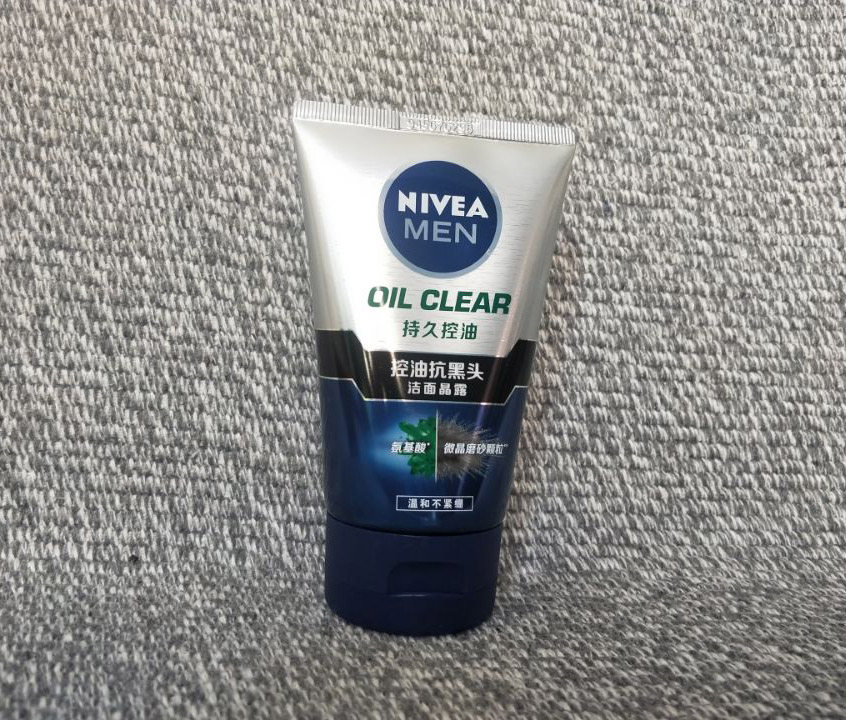 NIVEA
MEN
OIL CLEAR
持久控油
控油抗黑头
洁面晶露
氨基酸*
微晶磨砂颗粒**
温和不紧绷